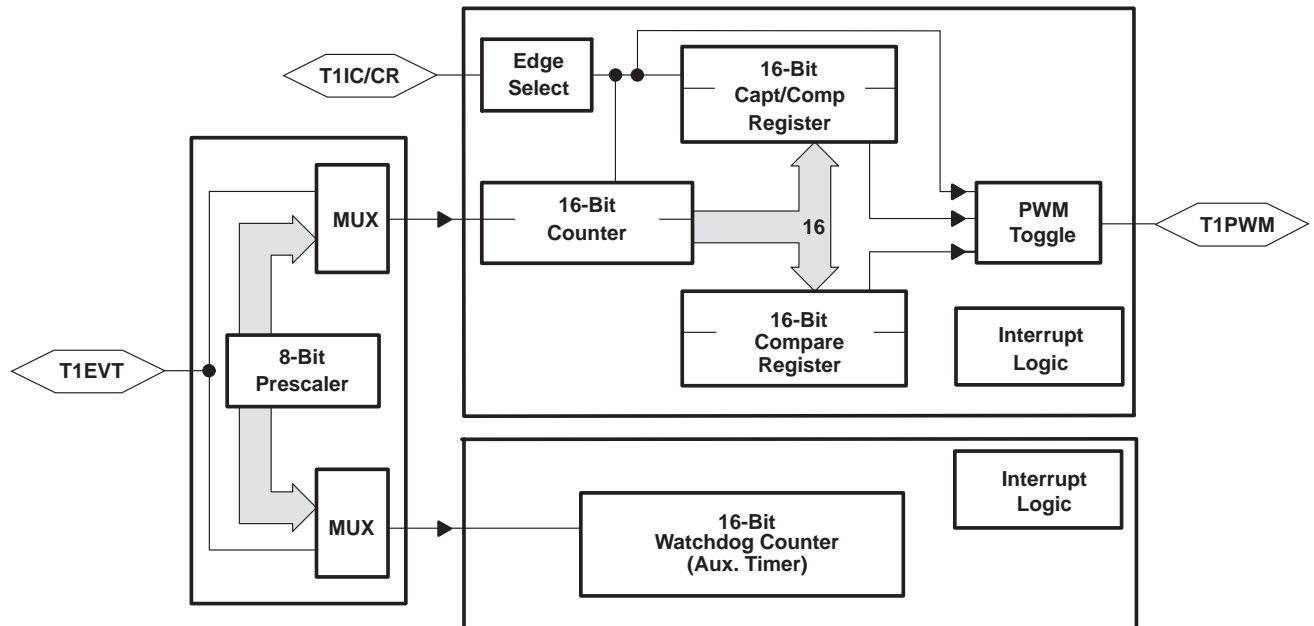 T1IC/CR
Edge
Select
16-Bit
Capt/Comp
Register
MUX
16-Bit
Counter
16
PWM
Toggle
T1PWM
T1EVT
8-Bit
Prescaler
16-Bit
Compare
Register
Interrupt
Logic
MUX
16-Bit
Watchdog Counter
(Aux. Timer)
Interrupt
Logic